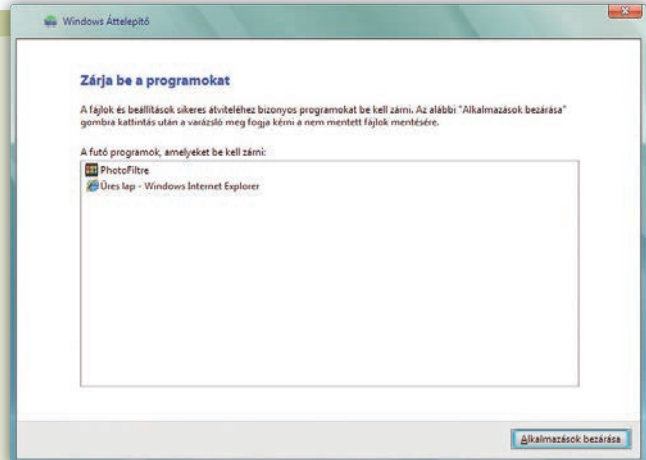 Windows Áttelepítő
Zárja be a programokat
A fájlok és beállítások sikeres átviteléhez bizonyos programokat be kell zárni. Az alábbi "Alkalmazások bezárása"
gombra kattintás után a varázsló meg fogja kérni a nem mentett fájlok mentésére.
A futó programok, amelyeket be kell zárni:
PhotoFiltre
Üres lap - Windows Internet Explorer
Alkalmazások bezárása